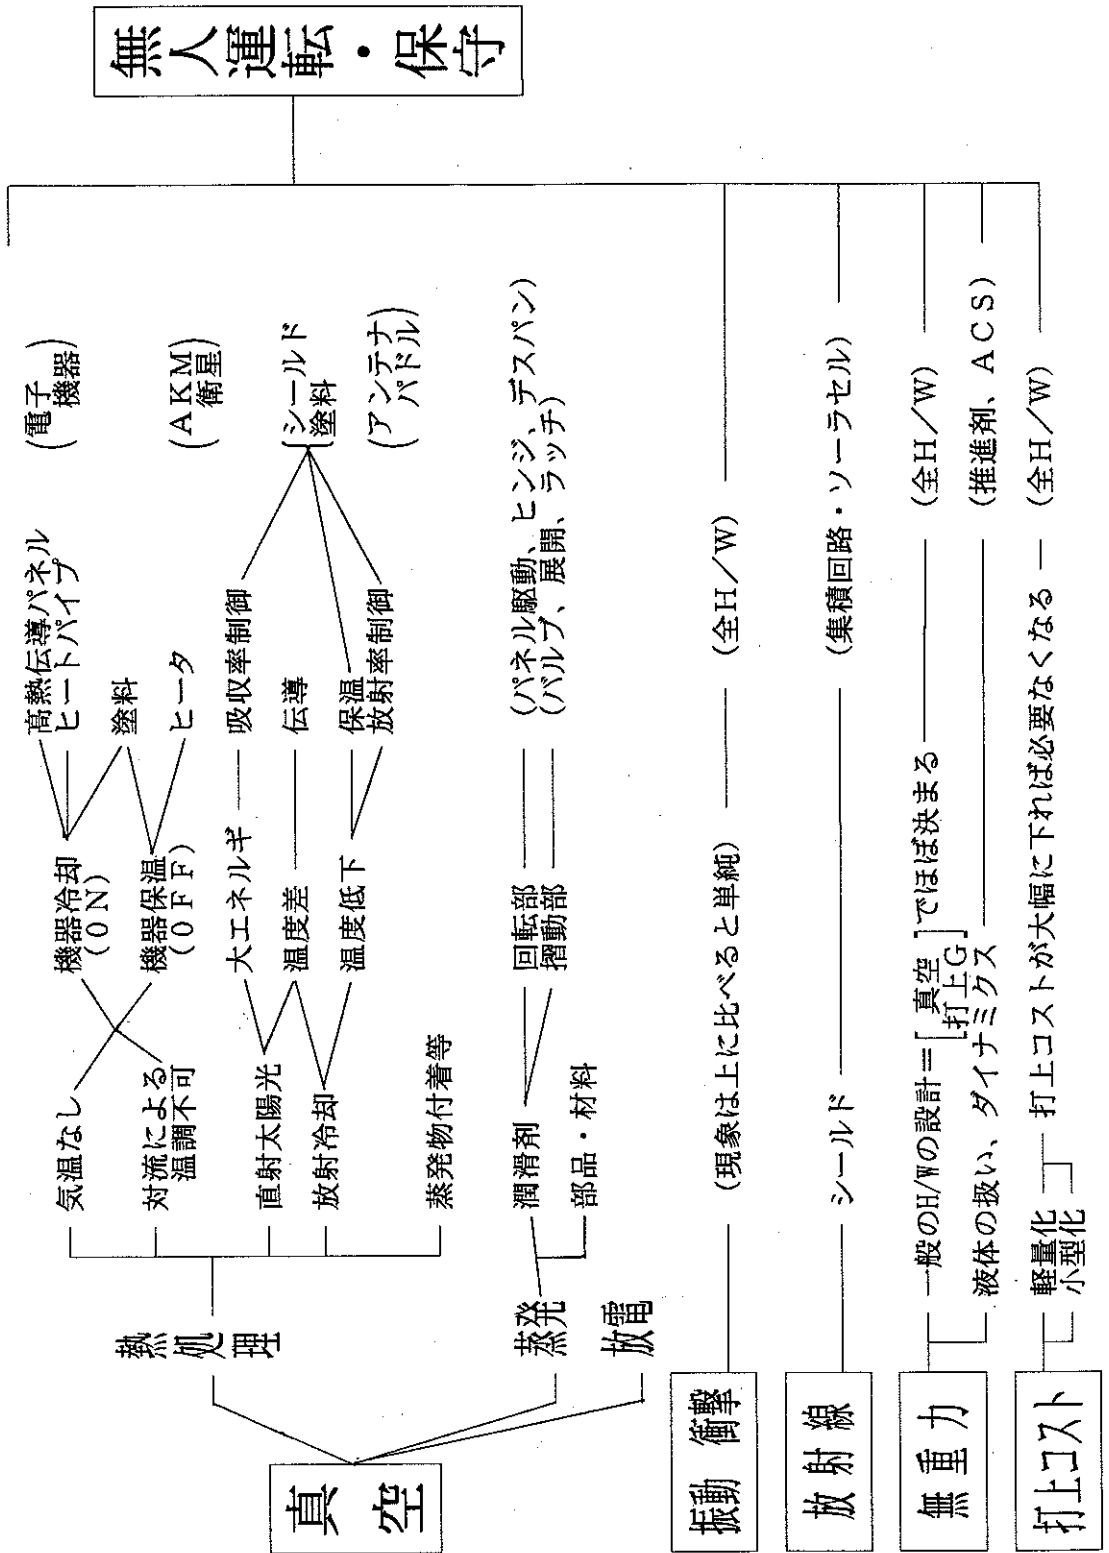 真空
熱処理
気温なし
対流による
温調不可
機器冷却
(ON)
機器保温
(OFF)
高熱伝導パネル
ヒートパイプ
塗料
ヒータ
(電子
機器)
(AKM
衛星)
直射太陽光
放射冷却
大エネルギ
温度差
温度低下
吸収率制御
伝導
保温
放射率制御
シールド
塗料
(アンテナ
パドル)
蒸発物付着等
蒸発
潤滑剤
部品・材料
回転部
摺動部
(パネル駆動、ヒンジ、デスパン)
(バルブ、展開、ラッチ)
放電
振動 衝撃
(現象は上に比べると単純)
(全H/W)
放射線
シールド
(集積回路・ソーラセル)
無重力
一般のH/Wの設計=[真空
打上G]でほぼ決まる
(全H/W)
液体の扱い、ダイナミクス
(推進剤、ACS)
打上コスト
軽量化
小型化
打上コストが大幅に下れば必要なくなる
(全H/W)
無人運転・保守